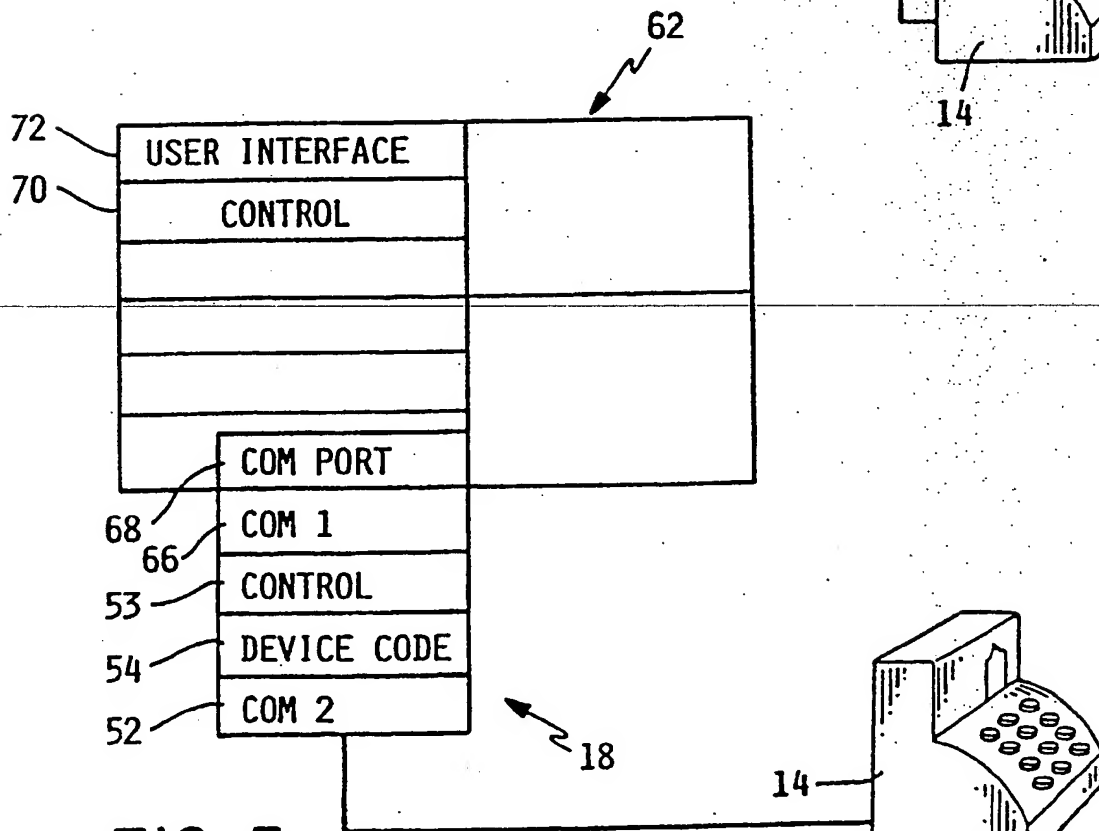 62
14
72 USER INTERFACE
70 CONTROL
68 COM PORT
66 COM 1
53 CONTROL
54 DEVICE CODE
52 COM 2
18
14